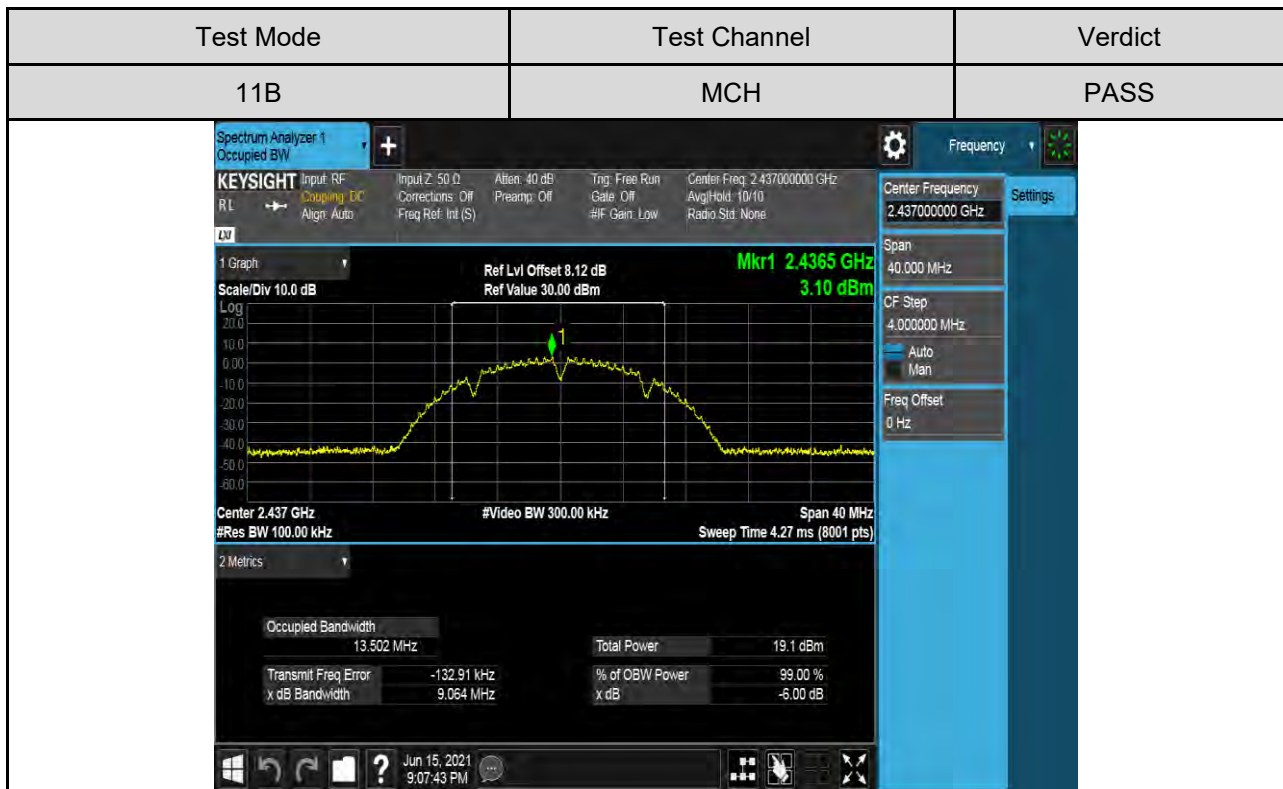 Test Mode Test Channel Verdict
11B MCH PASS
Spectrum Analyzer 1
Occupied BW
+
Frequency
KEYSIGHT Input: RF Input Z: 50 Ω Atten: 40 dB Trig: Free Run Center Freq: 2.437000000 GHz
RL Coupling: DC Corrections: Off Preamp: Off Gate: Off Avg|Hold: 10/10
Align: Auto Freq Ref: Int (S) #IF Gain: Low Radio Std: None
LXI
Center Frequency
2.437000000 GHz
Settings
Span
40.000 MHz
CF Step
4.000000 MHz
Auto
Man
Freq Offset
0 Hz
1 Graph
Ref Lvl Offset 8.12 dB
Mkr1 2.4365 GHz
Scale/Div 10.0 dB
Ref Value 30.00 dBm
3.10 dBm
Log
20.0
10.0
0.00
-10.0
-20.0
-30.0
-40.0
-50.0
-60.0
1
Center 2.437 GHz #Video BW 300.00 kHz Span 40 MHz
#Res BW 100.00 kHz Sweep Time 4.27 ms (8001 pts)
2 Metrics
Occupied Bandwidth
13.502 MHz
Total Power 19.1 dBm
Transmit Freq Error -132.91 kHz % of OBW Power 99.00 %
x dB Bandwidth 9.064 MHz x dB -6.00 dB
?
Jun 15, 2021
9:07:43 PM